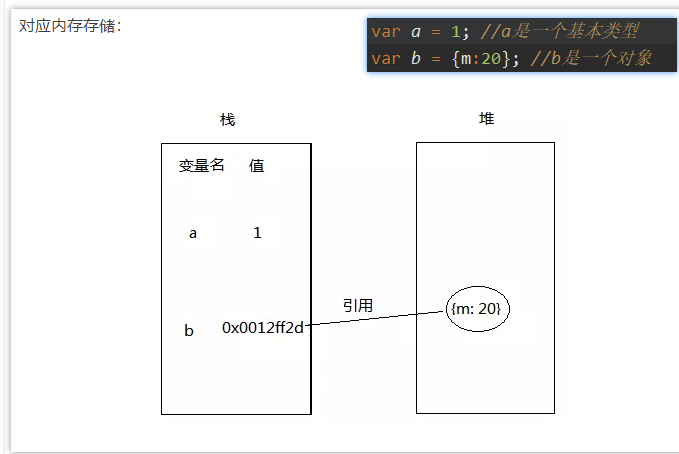 对应内存存储：
var a = 1; //a是一个基本类型
var b = {m:20}; //b是一个对象
栈
堆
变量名 值
a 1
引用
{m: 20}
b 0x0012ff2d